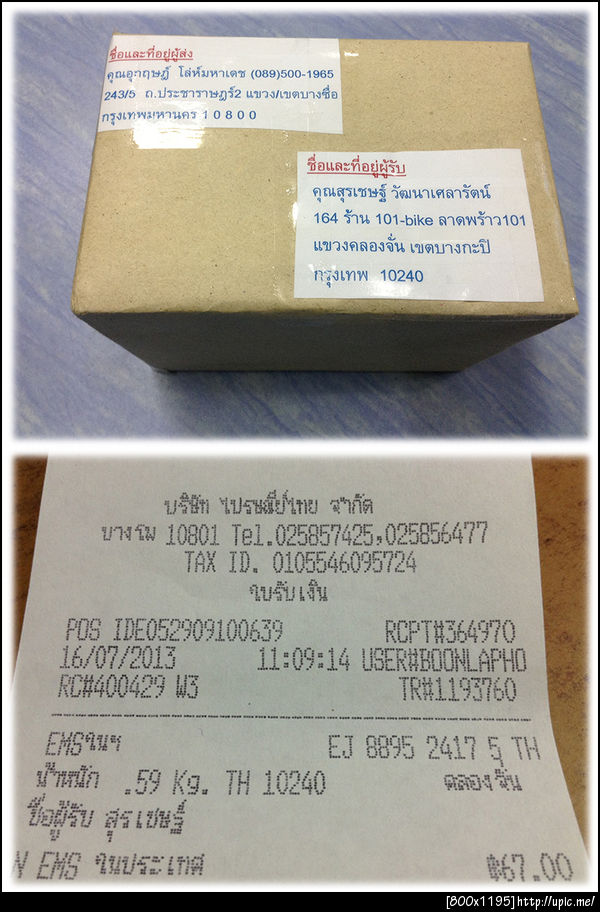 ชื่อและที่อยู่ผู้ส่ง
คุณอุกฤษฎ์ โล่ห์มหาเดช (089)500-1965
243/5 ถ.ประชาราษฎร์2 แขวง/เขตบางซื่อ
กรุงเทพมหานคร 1 0 8 0 0
ชื่อและที่อยู่ผู้รับ
คุณสุรเชษฐ์ วัฒนาเศลารัตน์
164 ร้าน 101-bike ลาดพร้าว101
แขวงคลองจั่น เขตบางกะปิ
กรุงเทพ 10240
บริษัท ไปรษณีย์ไทย จำกัด
บางโพ 10801 Tel.025857425,025856477
TAX ID. 0105546095724
ใบรับเงิน
POS IDE052909100639 RCPT#364970
16/07/2013 11:09:14 USER#BOONLAPHO
RC#400429 W3 TR#1193760
EMSในฯ EJ 8895 2417 5 TH
น้ำหนัก .59 Kg. TH 10240 คลองจั่น
ชื่อผู้รับ สุรเชษฐ์
N EMS ในประเทศ ฿67.00
[800x1195]http://upic.me/